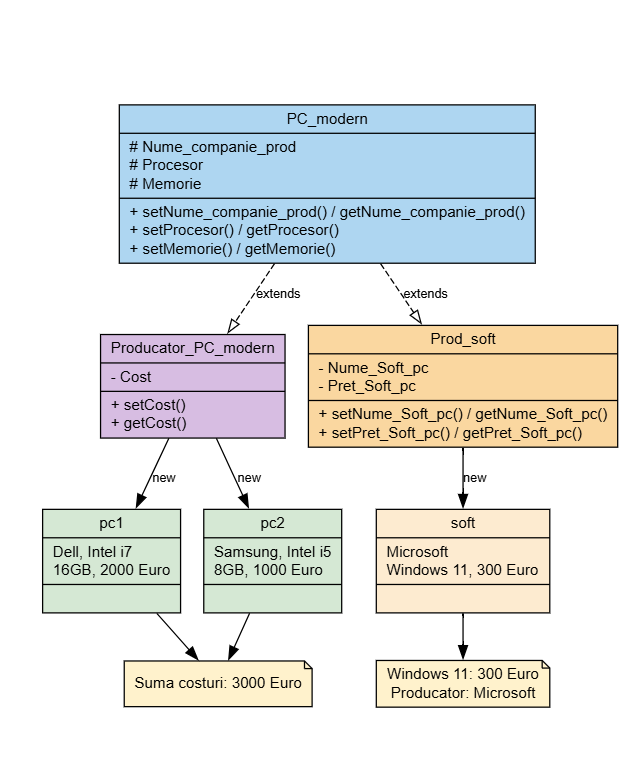 PC_modern
# Nume_companie_prod
# Procesor
# Memorie
+ setNume_companie_prod() / getNume_companie_prod()
+ setProcesor() / getProcesor()
+ setMemorie() / getMemorie()
extends
extends
Producator_PC_modern
- Cost
+ setCost()
+ getCost()
Prod_soft
- Nume_Soft_pc
- Pret_Soft_pc
+ setNume_Soft_pc() / getNume_Soft_pc()
+ setPret_Soft_pc() / getPret_Soft_pc()
new
new
new
pc1
Dell, Intel i7
16GB, 2000 Euro
pc2
Samsung, Intel i5
8GB, 1000 Euro
soft
Microsoft
Windows 11, 300 Euro
Suma costuri: 3000 Euro
Windows 11: 300 Euro
Producator: Microsoft